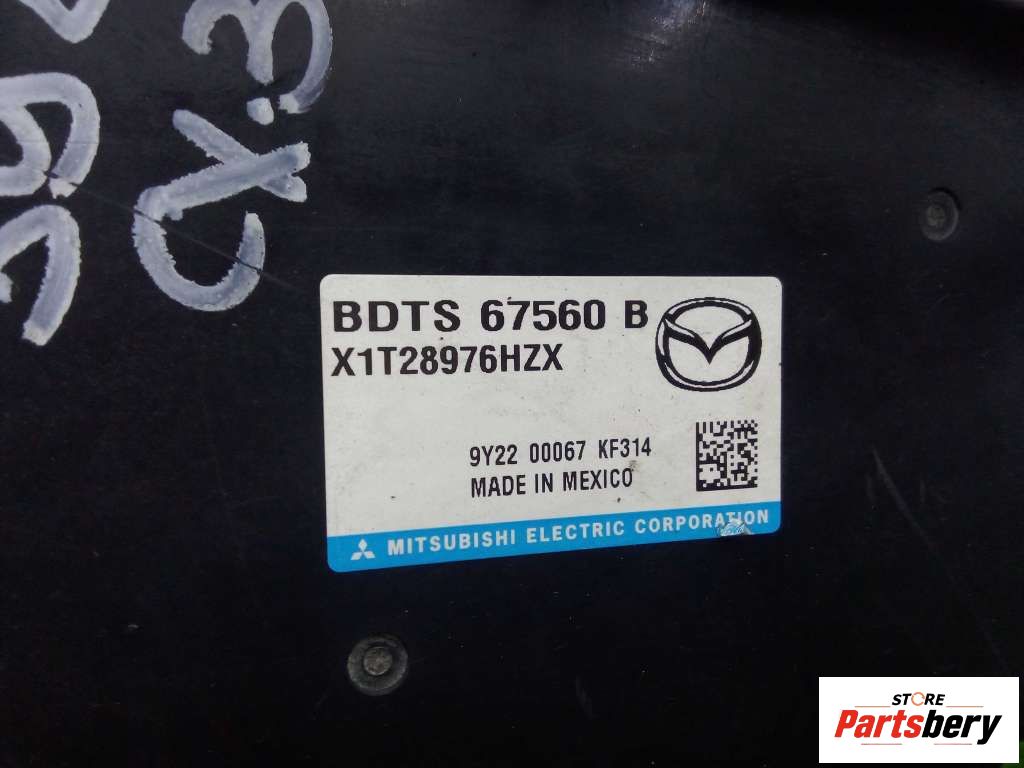 BDTS 67560 B
X1T28976HZX
9Y22 00067 KF314
MADE IN MEXICO
MITSUBISHI ELECTRIC CORPORATION
STORE
Partsbery